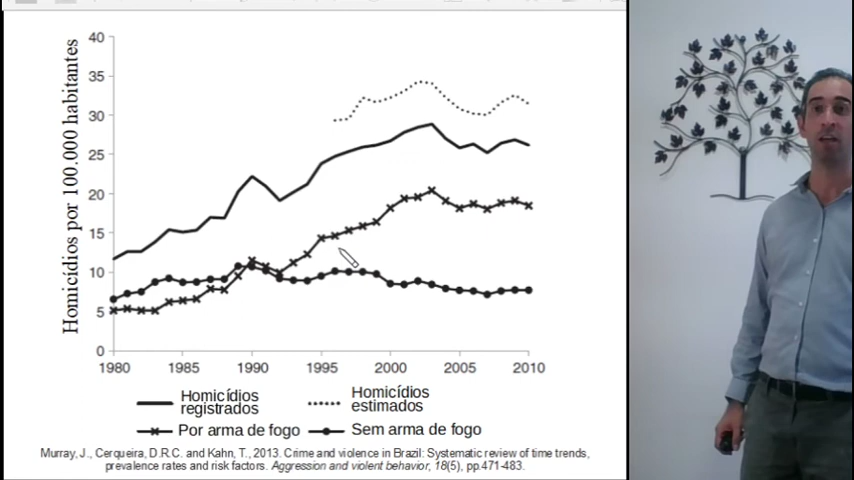 Homicídios por 100.000 habitantes
40
35
30
25
20
15
10
5
0
1980
1985
1990
1995
2000
2005
2010
Homicídios
registrados
Homicídios
estimados
Por arma de fogo
Sem arma de fogo
Murray, J., Cerqueira, D.R.C. and Kahn, T., 2013. Crime and violence in Brazil: Systematic review of time trends,
prevalence rates and risk factors. Aggression and violent behavior, 18(5), pp.471-483.